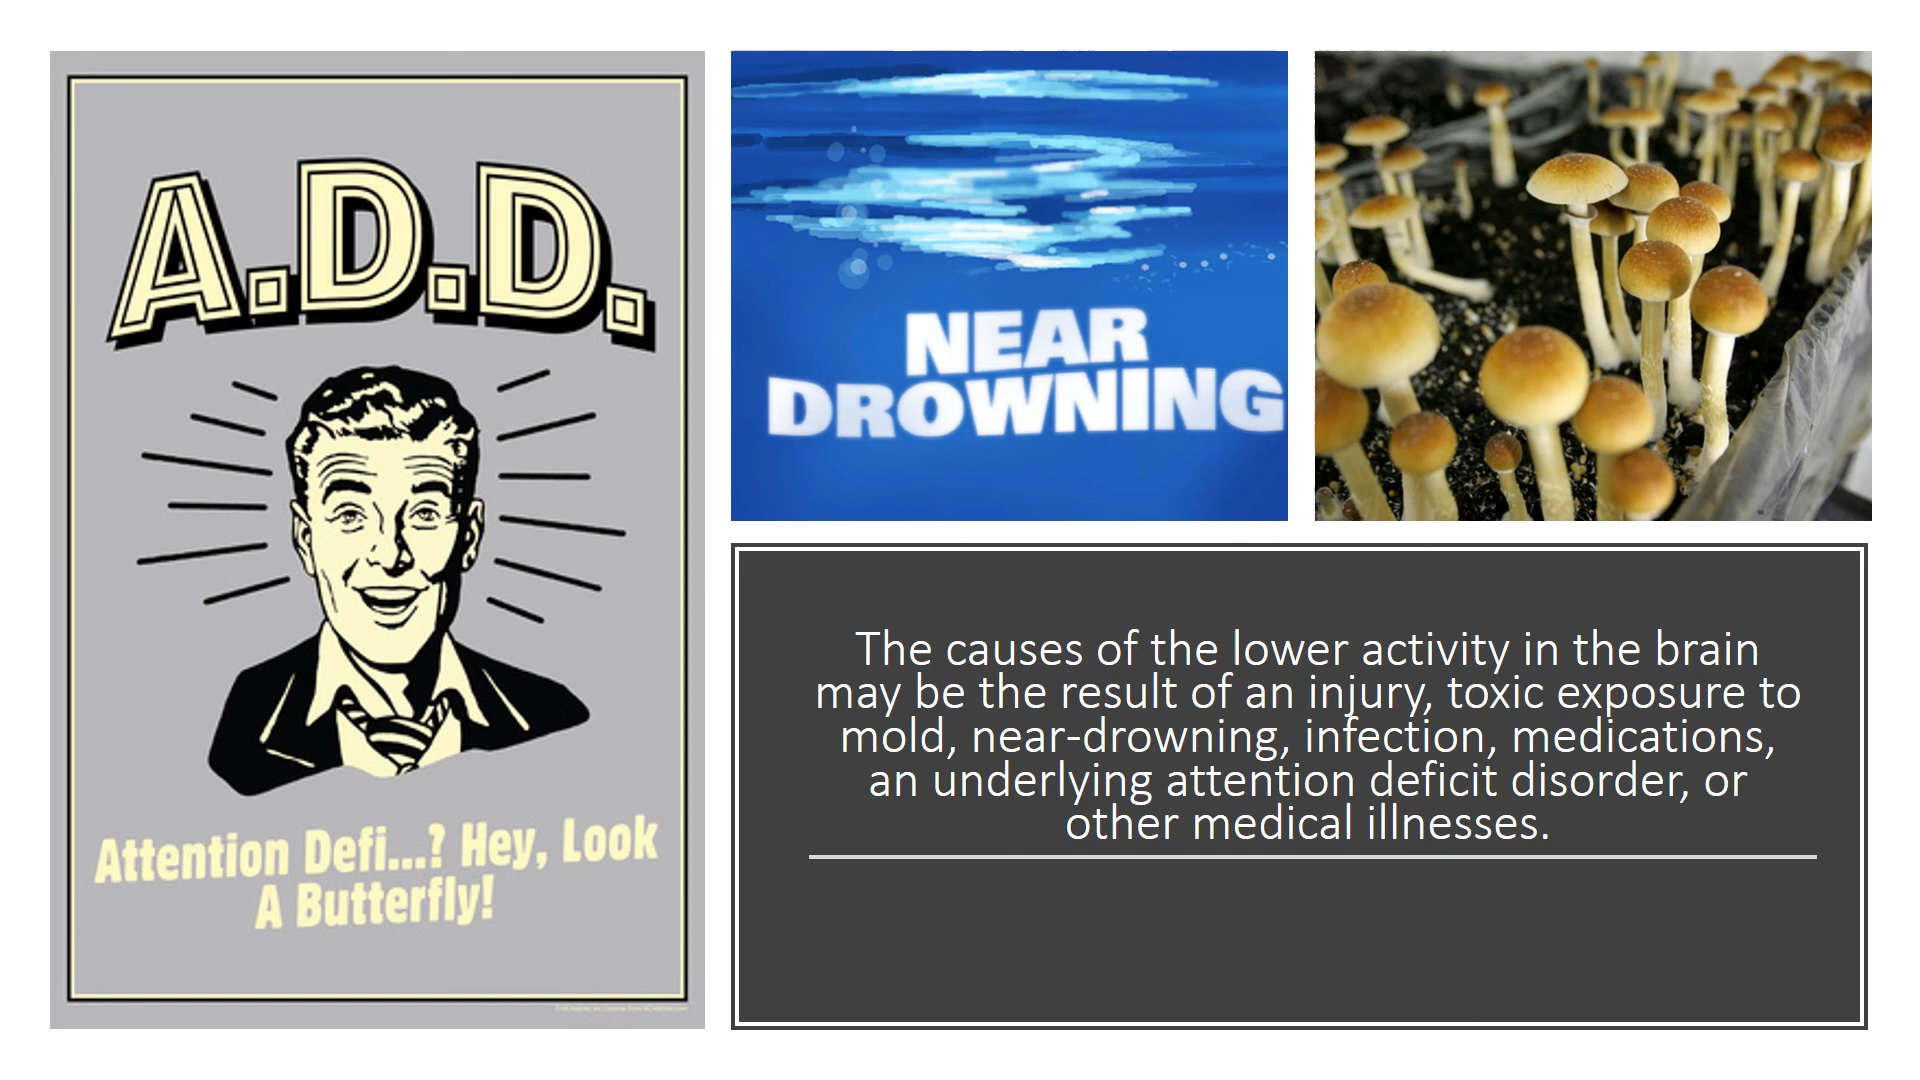 A.D.D.
Attention Defi...? Hey, Look
A Butterfly!
NEAR
DROWNING
The causes of the lower activity in the brain
may be the result of an injury, toxic exposure to
mold, near-drowning, infection, medications,
an underlying attention deficit disorder, or
other medical illnesses.